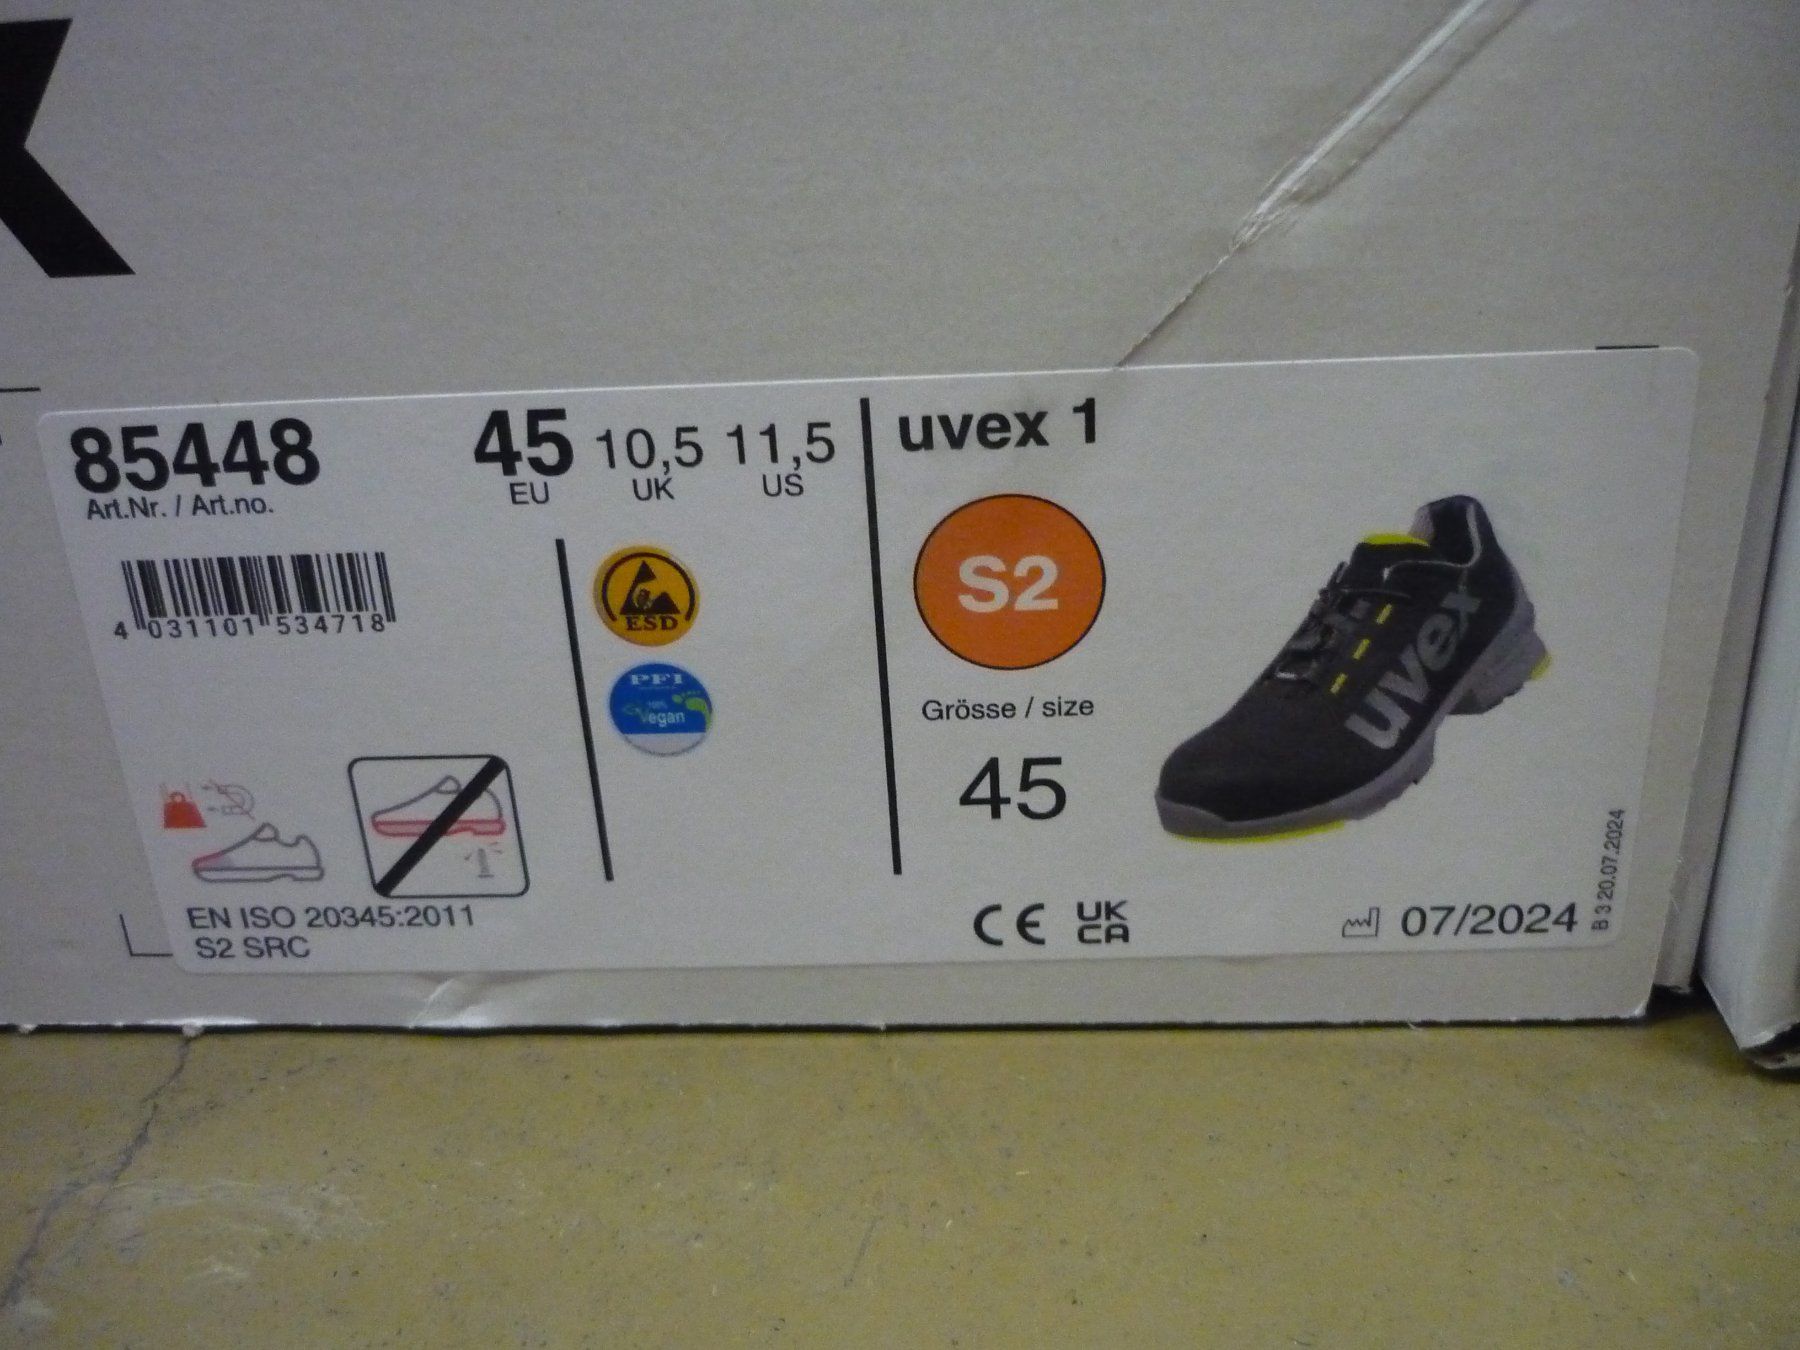 85448
Art.Nr. / Art.no.
45 10,5 11,5
EU UK US
4 031101 534718
ESD
PFI
100%
Vegan
EN ISO 20345:2011
S2 SRC
uvex 1
S2
Grösse / size
45
uvex
CE UK
CA
07/2024
B 3 20.07.2024